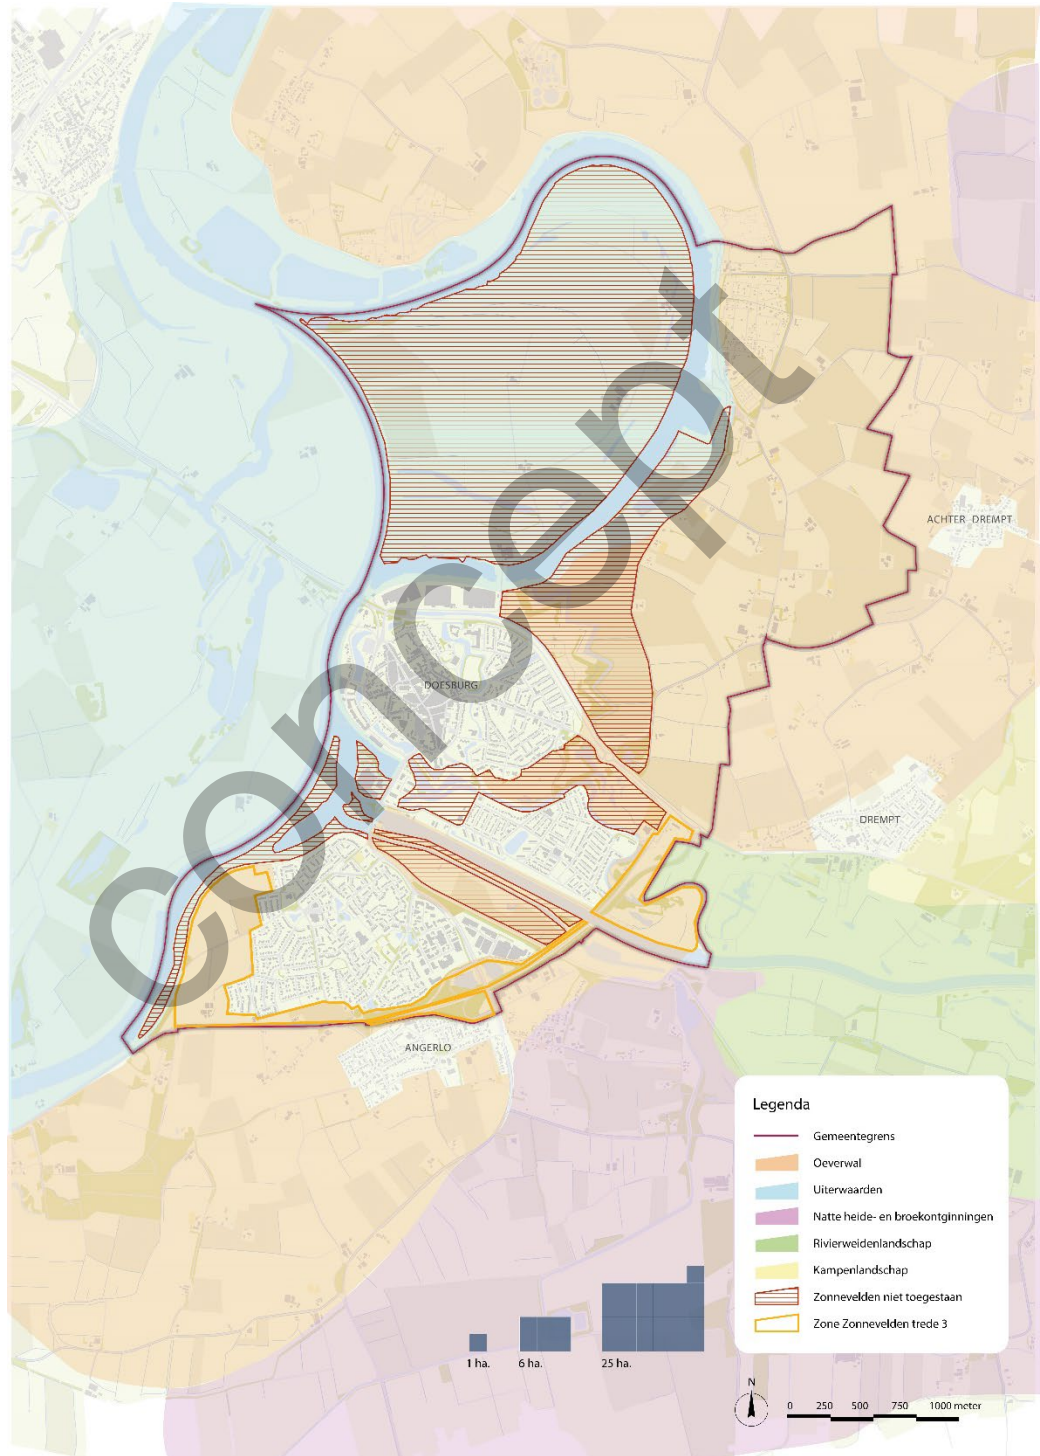 concept
ACHTER DREMPT
DOESBURG
DREMPT
ANGERLO
Legenda
Gemeentegrens
Oeverwal
Uiterwaarden
Natte heide- en broekontginningen
Rivierweidenlandschap
Kampenlandschap
Zonnevelden niet toegestaan
Zone Zonnevelden trede 3
1 ha. 6 ha. 25 ha.
N
0 250 500 750 1000 meter